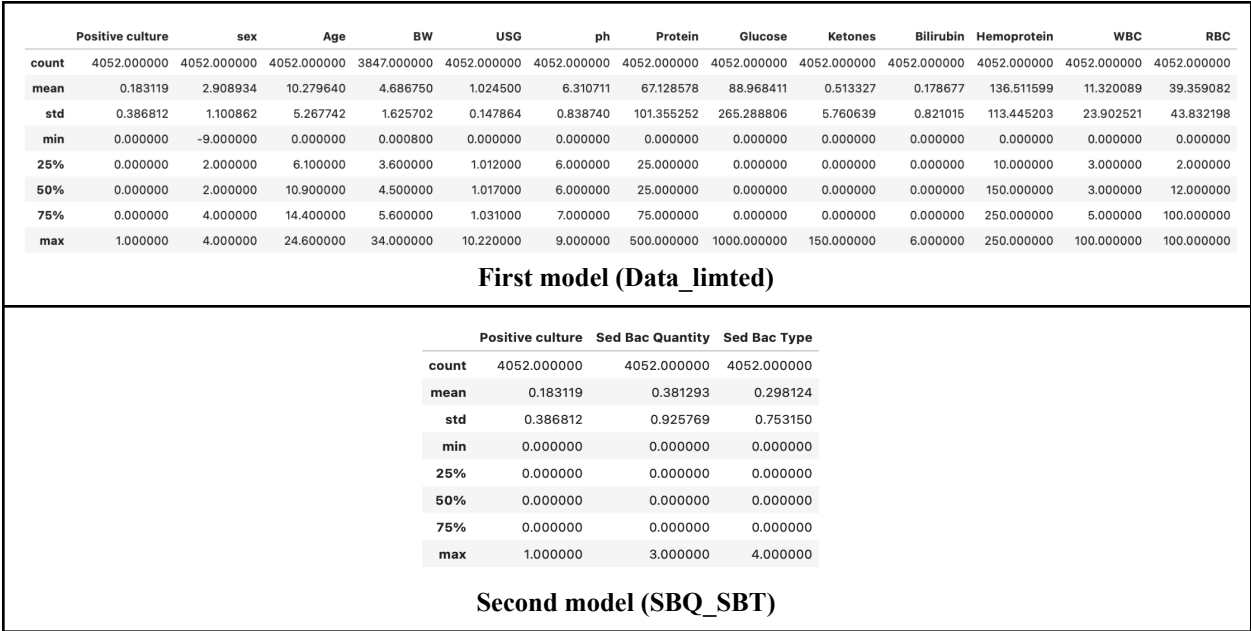 Positive culture sex Age BW USG ph Protein Glucose Ketones Bilirubin Hemoprotein WBC RBC
count 4052.000000 4052.000000 4052.000000 3847.000000 4052.000000 4052.000000 4052.000000 4052.000000 4052.000000 4052.000000 4052.000000 4052.000000 4052.000000
mean 0.183119 2.908934 10.279640 4.686750 1.024500 6.310711 67.128578 88.968411 0.513327 0.178677 136.511599 11.320089 39.359082
std 0.386812 1.100862 5.267742 1.625702 0.147864 0.838740 101.355252 265.288806 5.760639 0.821015 113.445203 23.902521 43.832198
min 0.000000 -9.000000 0.000000 0.000800 0.000000 0.000000 0.000000 0.000000 0.000000 0.000000 0.000000 0.000000 0.000000
25% 0.000000 2.000000 6.100000 3.600000 1.012000 6.000000 25.000000 0.000000 0.000000 0.000000 10.000000 3.000000 2.000000
50% 0.000000 2.000000 10.900000 4.500000 1.017000 6.000000 25.000000 0.000000 0.000000 0.000000 150.000000 3.000000 12.000000
75% 0.000000 4.000000 14.400000 5.600000 1.031000 7.000000 75.000000 0.000000 0.000000 0.000000 250.000000 5.000000 100.000000
max 1.000000 4.000000 24.600000 34.000000 10.220000 9.000000 500.000000 1000.000000 150.000000 6.000000 250.000000 100.000000 100.000000
First model (Data_limted)
Positive culture Sed Bac Quantity Sed Bac Type
count 4052.000000 4052.000000 4052.000000
mean 0.183119 0.381293 0.298124
std 0.386812 0.925769 0.753150
min 0.000000 0.000000 0.000000
25% 0.000000 0.000000 0.000000
50% 0.000000 0.000000 0.000000
75% 0.000000 0.000000 0.000000
max 1.000000 3.000000 4.000000
Second model (SBQ_SBT)